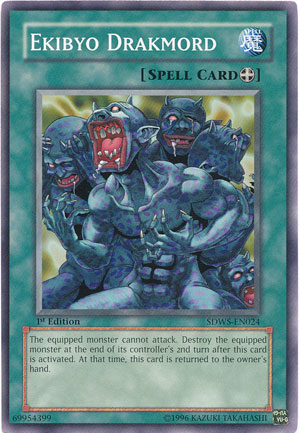 EKIBYO DRAKMORD
SPELL
魔
[SPELL CARD]
1st Edition
SDWS-EN024
The equipped monster cannot attack. Destroy the equipped
monster at the end of its controller's 2nd turn after this card
is activated. At that time, this card is returned to the owner's
hand.
69954399
©1996 KAZUKI TAKAHASHI